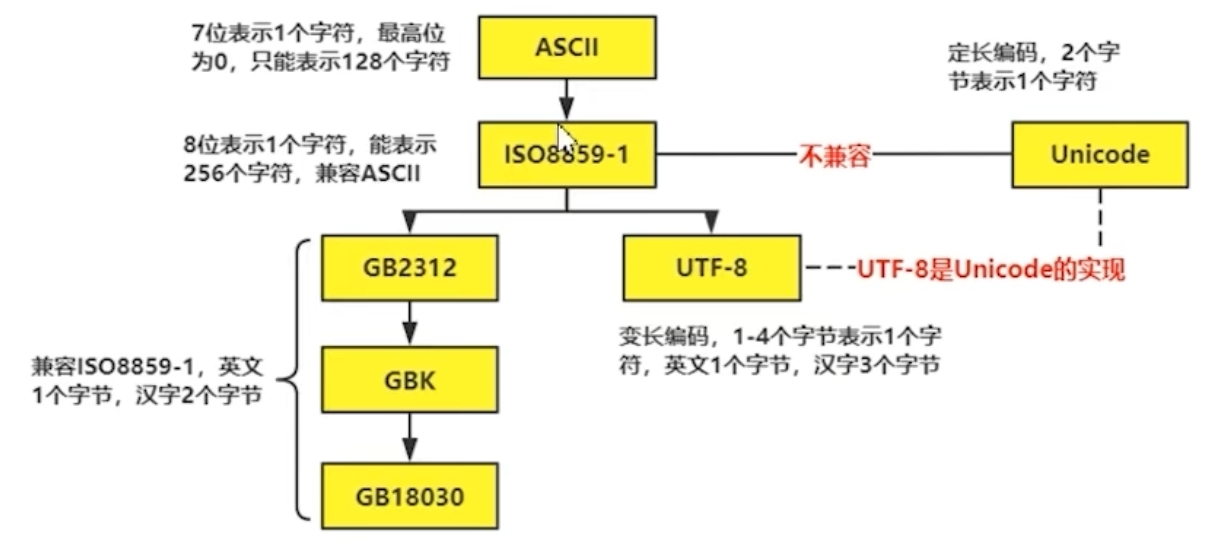 7位表示1个字符，最高位
为0，只能表示128个字符
ASCII
定长编码，2个字
节表示1个字符
8位表示1个字符，能表示
256个字符，兼容ASCII
ISO8859-1
不兼容
Unicode
GB2312
UTF-8
UTF-8是Unicode的实现
变长编码，1-4个字节表示1个字
符，英文1个字节，汉字3个字节
兼容ISO8859-1，英文
1个字节，汉字2个字节
GBK
GB18030